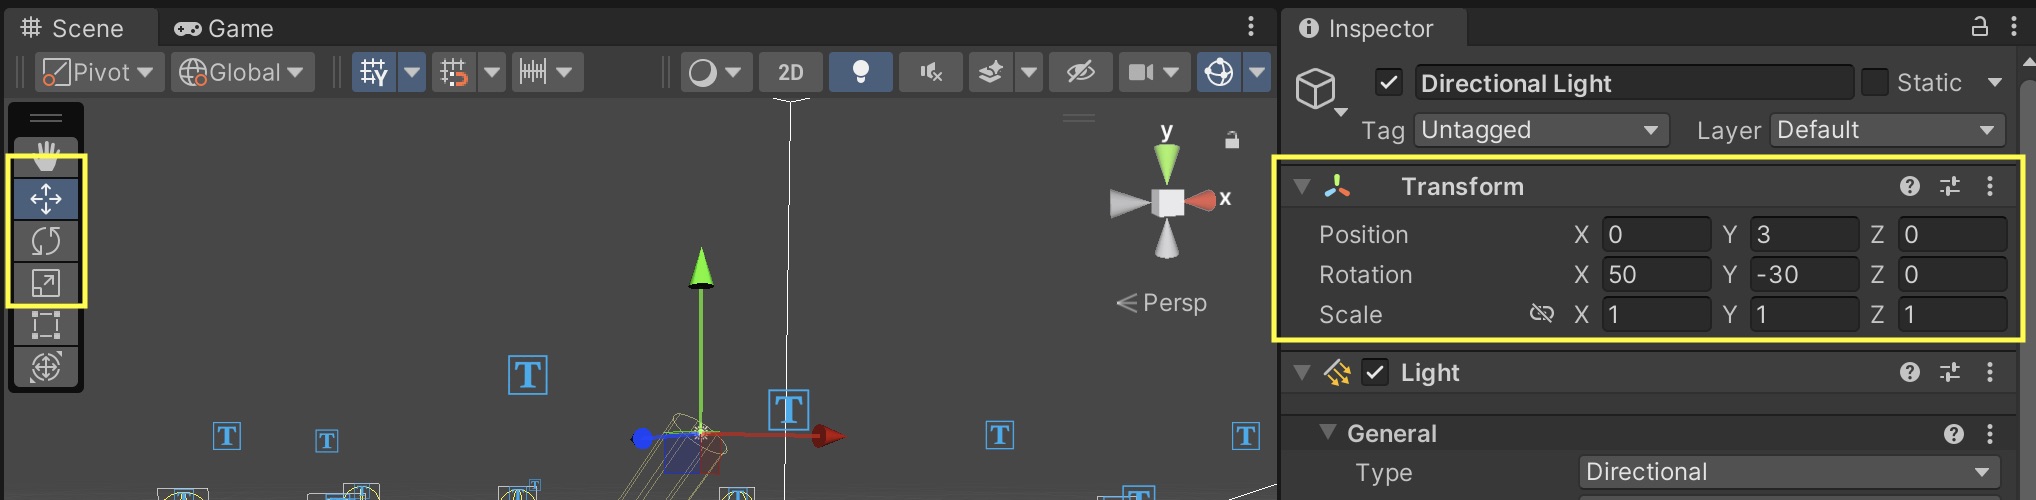 Scene Game
Inspector
Pivot Global 2D
Directional Light Static
Tag Untagged Layer Default
y
x
Persp
Transform
Position X 0 Y 3 Z 0
Rotation X 50 Y -30 Z 0
Scale X 1 Y 1 Z 1
Light
General
Type Directional
T
T
T
T
T
T